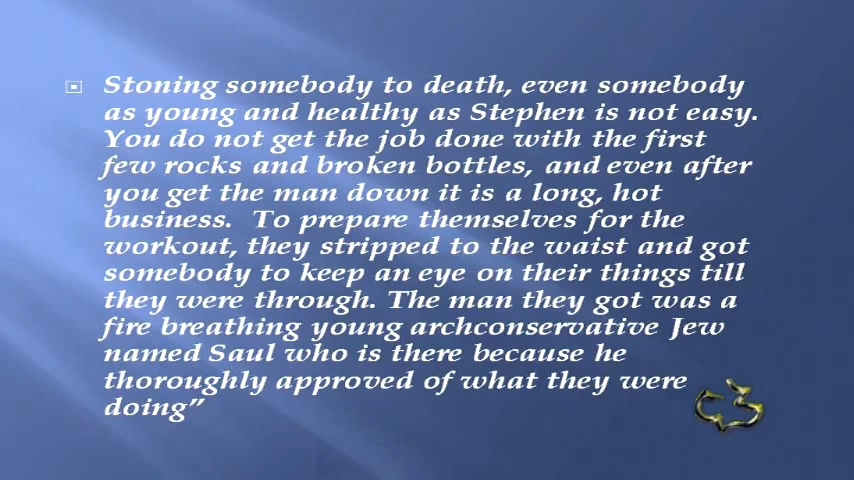 Stoning somebody to death, even somebody
as young and healthy as Stephen is not easy.
You do not get the job done with the first
few rocks and broken bottles, and even after
you get the man down it is a long, hot
business.  To prepare themselves for the
workout, they stripped to the waist and got
somebody to keep an eye on their things till
they were through. The man they got was a
fire breathing young archconservative Jew
named Saul who is there because he
thoroughly approved of what they were
doing”